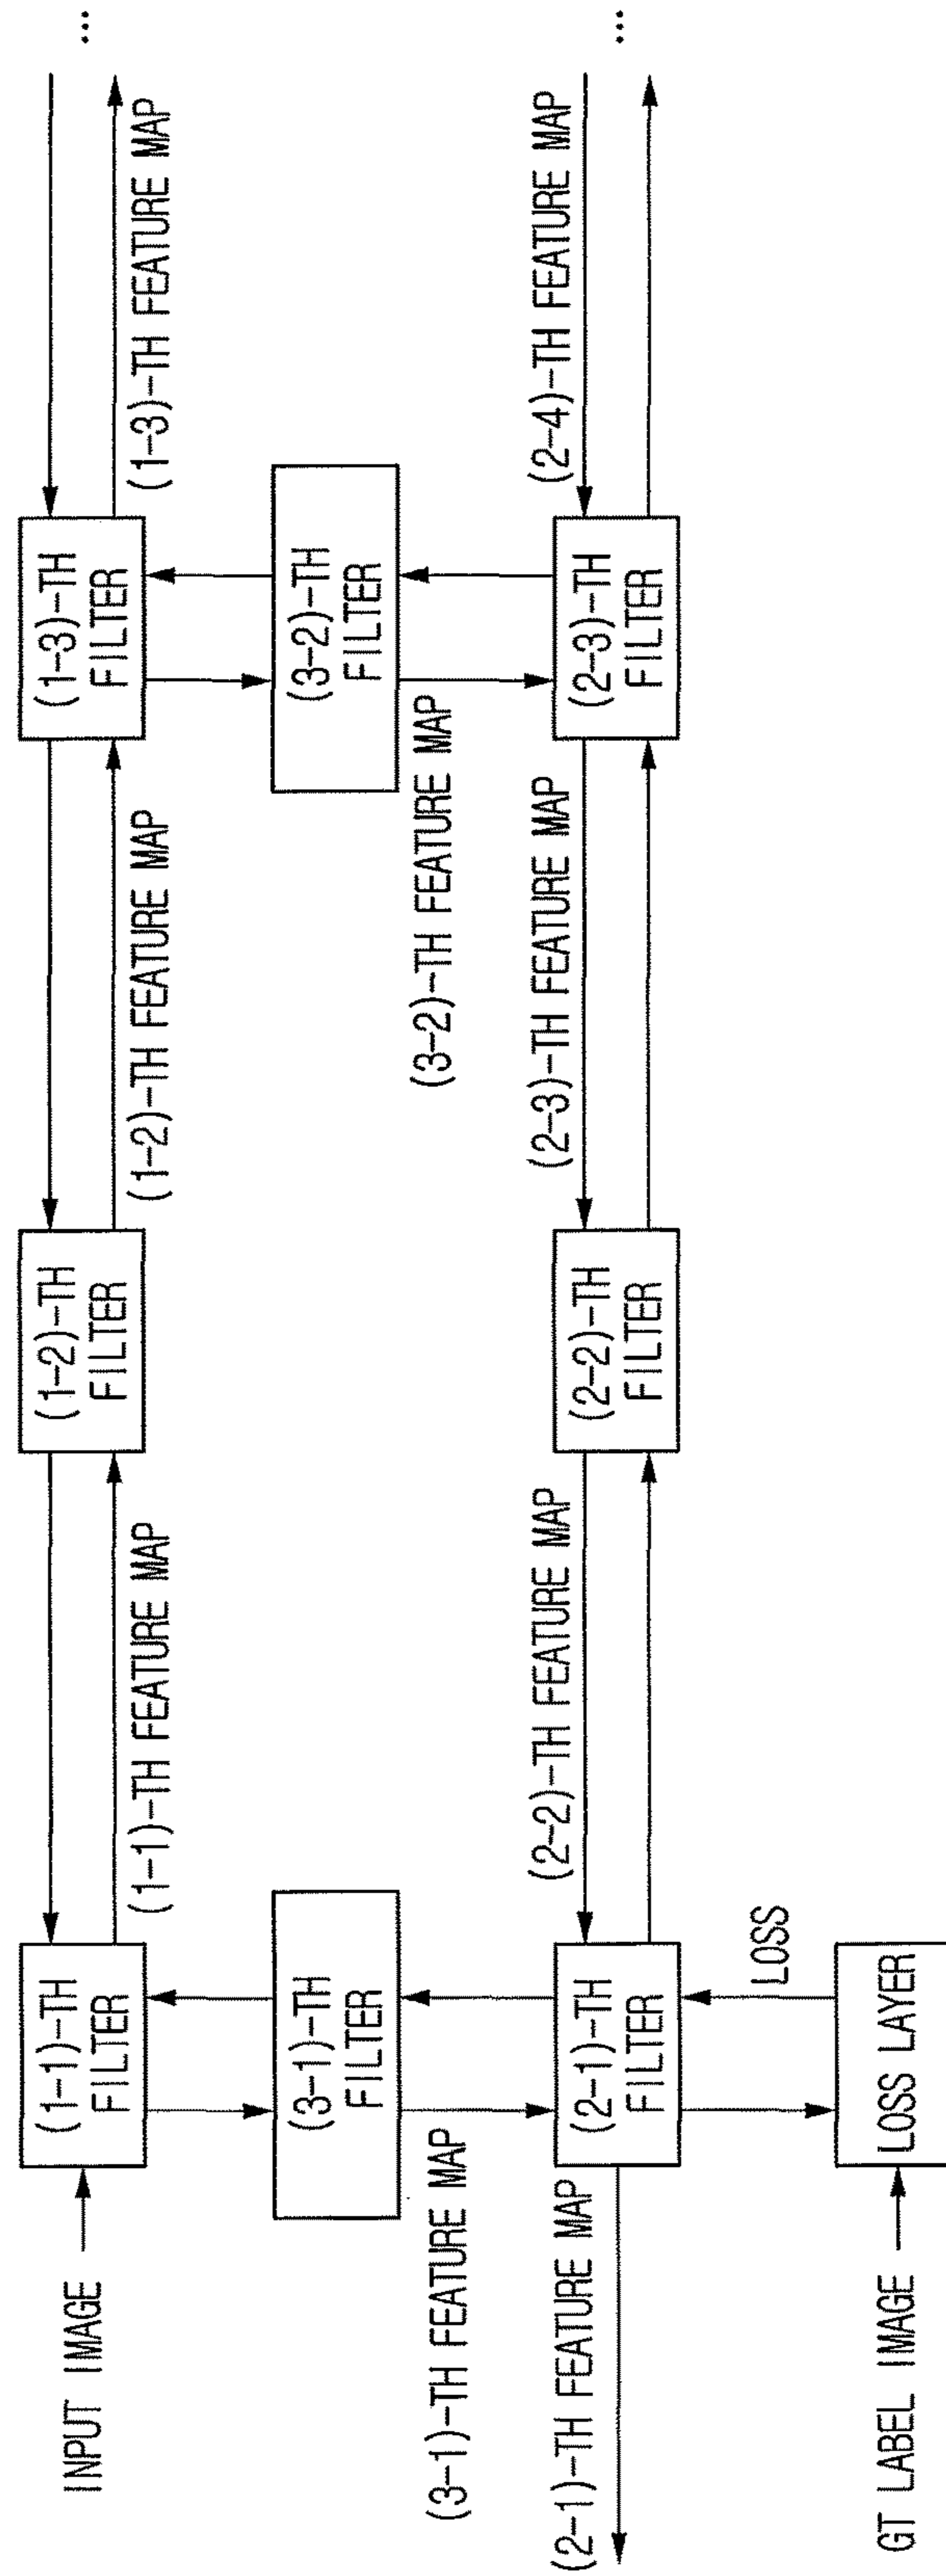 INPUT IMAGE
(1-1)-TH
FILTER
(1-1)-TH FEATURE MAP
(1-2)-TH
FILTER
(1-2)-TH FEATURE MAP
(1-3)-TH
FILTER
(1-3)-TH FEATURE MAP
...
(3-1)-TH
FILTER
(3-1)-TH FEATURE MAP
(3-2)-TH
FILTER
(3-2)-TH FEATURE MAP
(2-1)-TH FEATURE MAP
(2-1)-TH
FILTER
(2-2)-TH FEATURE MAP
(2-2)-TH
FILTER
(2-3)-TH FEATURE MAP
(2-3)-TH
FILTER
(2-4)-TH FEATURE MAP
...
LOSS
GT LABEL IMAGE
LOSS LAYER